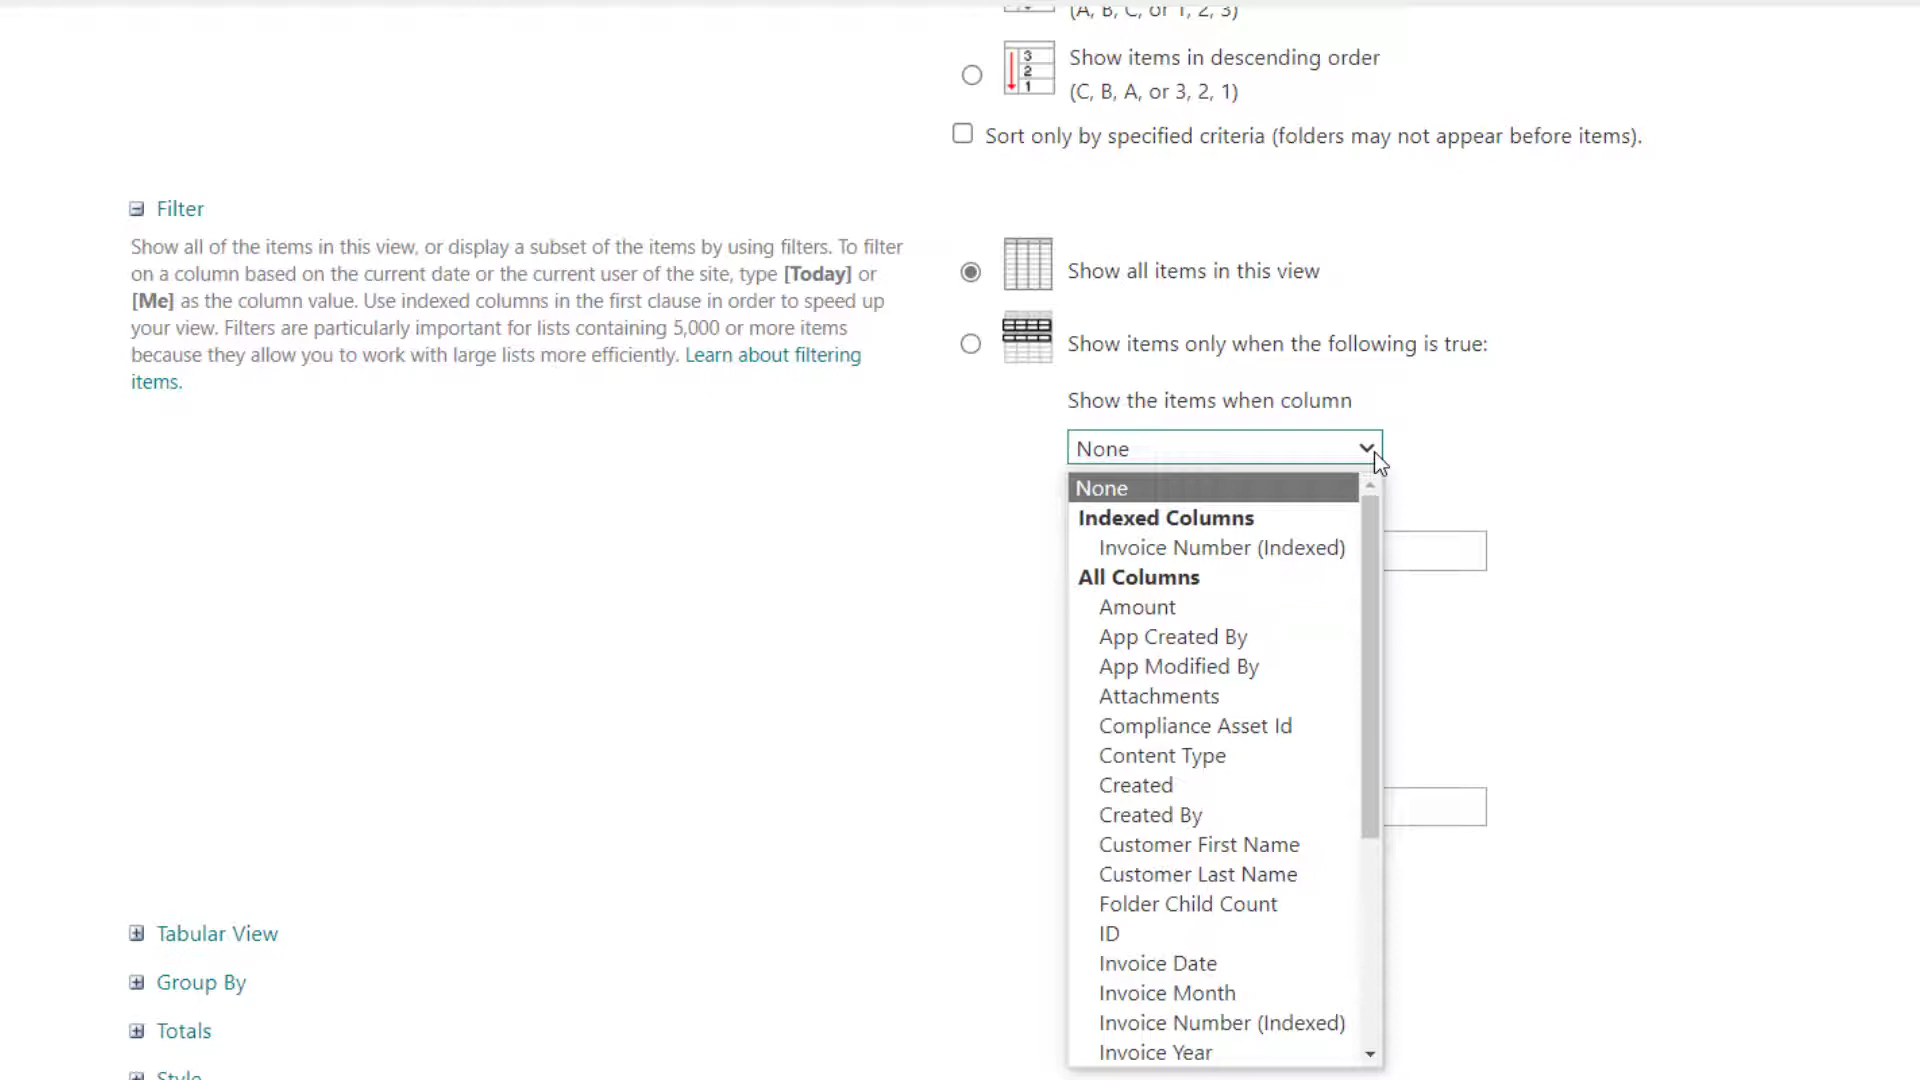 (A, B, C, or 1, 2, 3)
3
2
1
Show items in descending order
(C, B, A, or 3, 2, 1)
Sort only by specified criteria (folders may not appear before items).
Filter
Show all of the items in this view, or display a subset of the items by using filters. To filter
on a column based on the current date or the current user of the site, type [Today] or
[Me] as the column value. Use indexed columns in the first clause in order to speed up
your view. Filters are particularly important for lists containing 5,000 or more items
because they allow you to work with large lists more efficiently. Learn about filtering
items.
Show all items in this view
Show items only when the following is true:
Show the items when column
None
None
Indexed Columns
Invoice Number (Indexed)
All Columns
Amount
App Created By
App Modified By
Attachments
Compliance Asset Id
Content Type
Created
Created By
Customer First Name
Customer Last Name
Folder Child Count
ID
Invoice Date
Invoice Month
Invoice Number (Indexed)
Invoice Year
Tabular View
Group By
Totals
Style